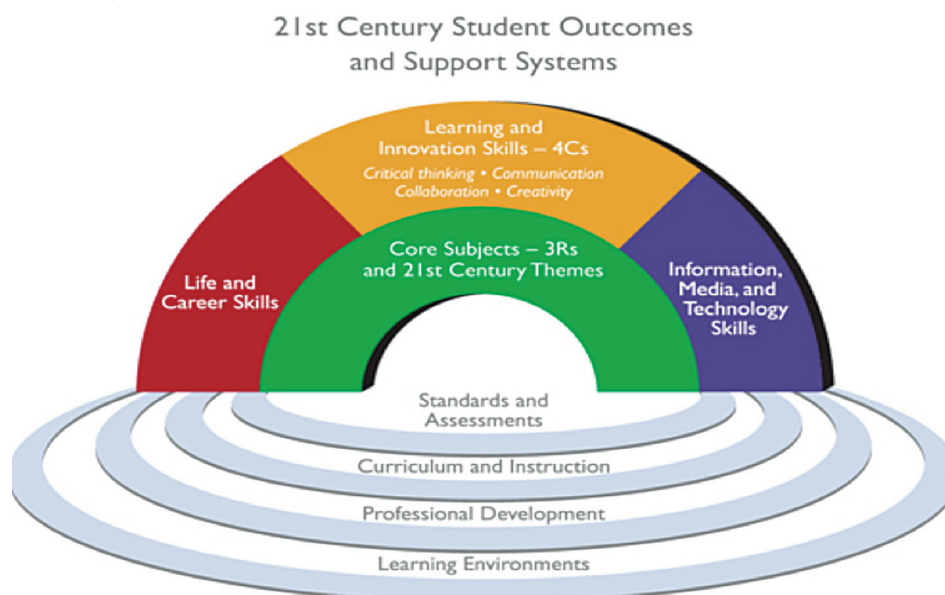 21st Century Student Outcomes
and Support Systems
Learning and
Innovation Skills – 4Cs
Critical thinking • Communication
Collaboration • Creativity
Core Subjects – 3Rs
and 21st Century Themes
Life and
Career Skills
Information,
Media, and
Technology
Skills
Standards and
Assessments
Curriculum and Instruction
Professional Development
Learning Environments